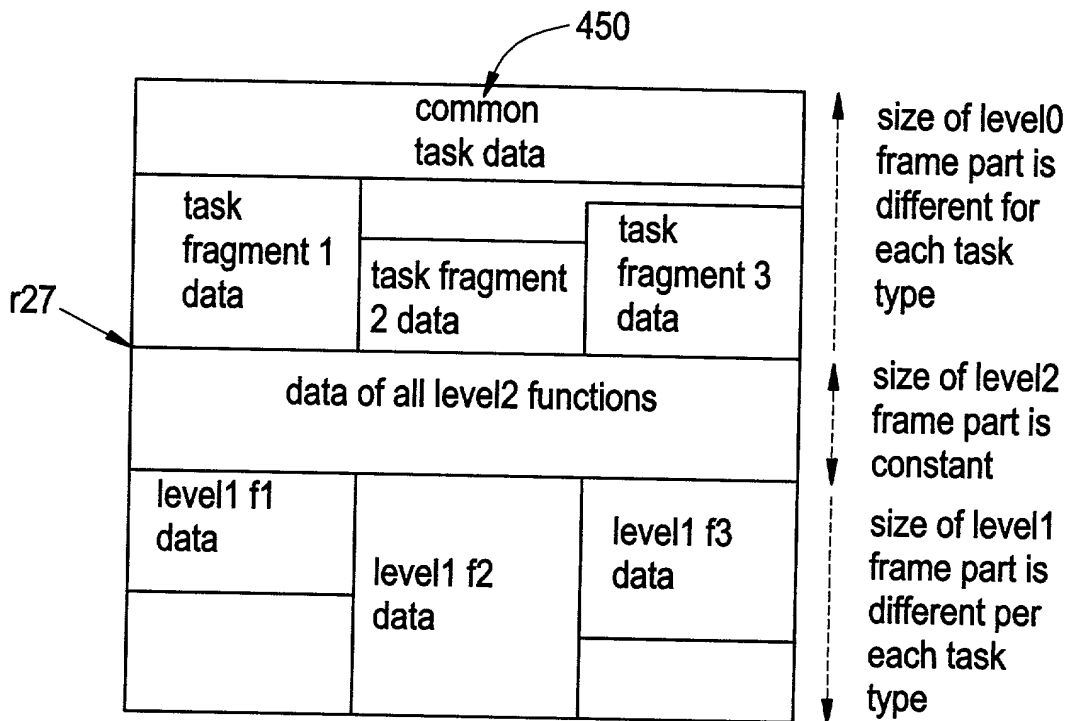 450
common
task data
task
fragment 1
data
task fragment
2 data
task
fragment 3
data
r27
data of all level2 functions
level1 f1
data
level1 f2
data
level1 f3
data
size of level0
frame part is
different for
each task
type
size of level2
frame part is
constant
size of level1
frame part is
different per
each task
type